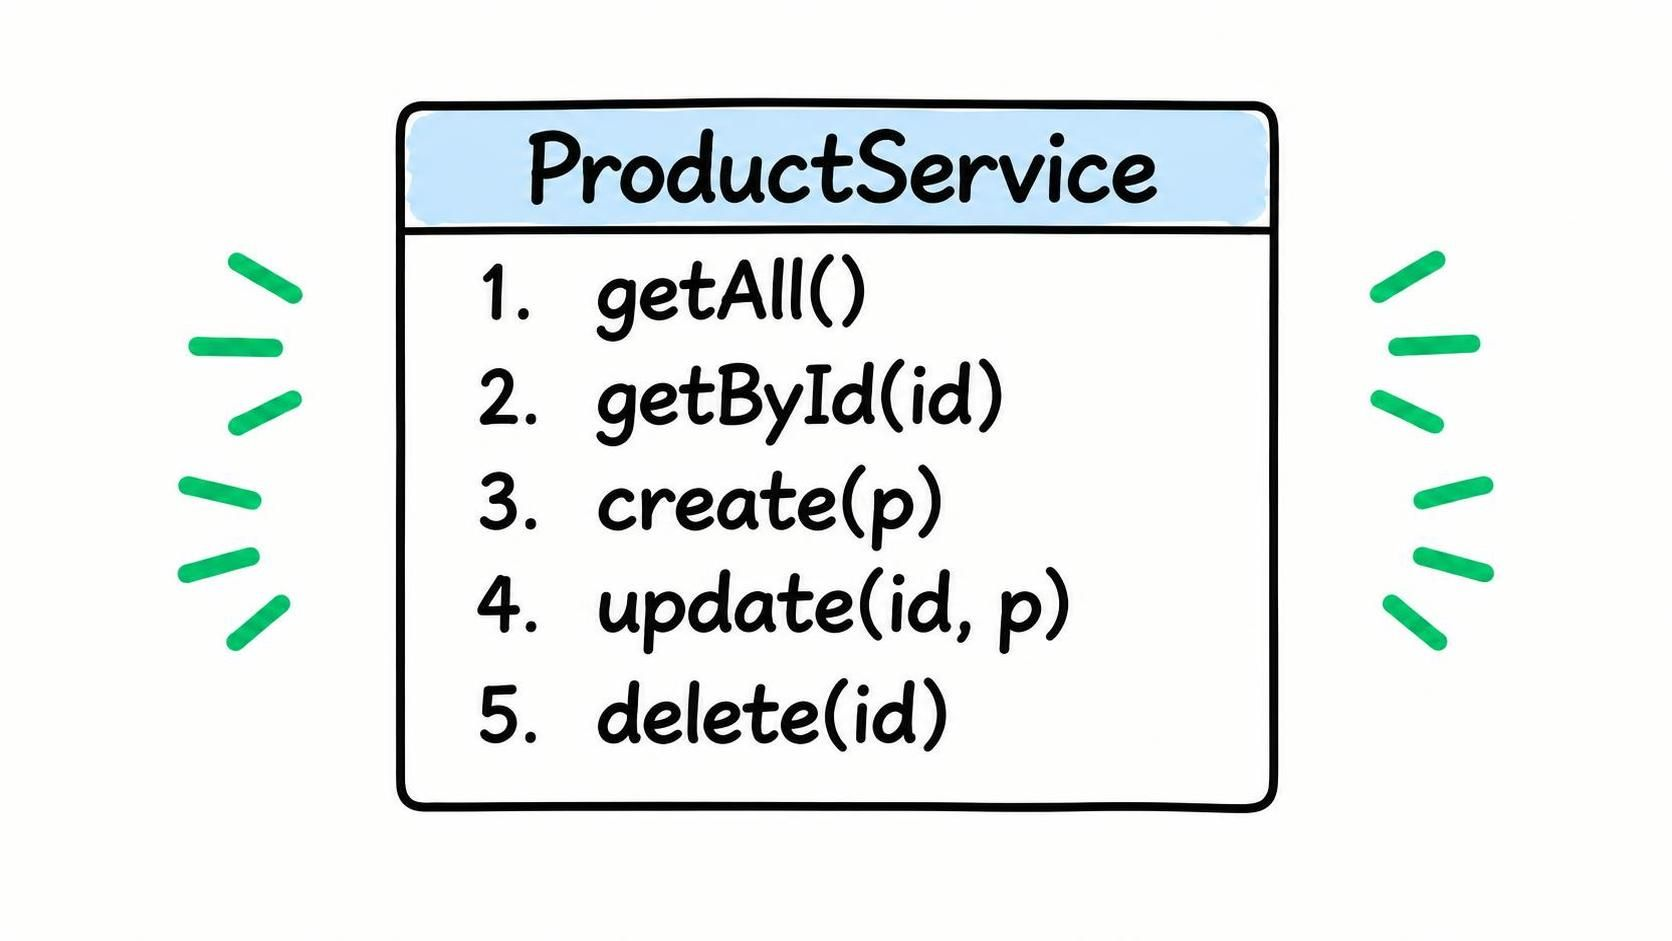 ProductService
1. getAll()
2. getById(id)
3. create(p)
4. update(id, p)
5. delete(id)